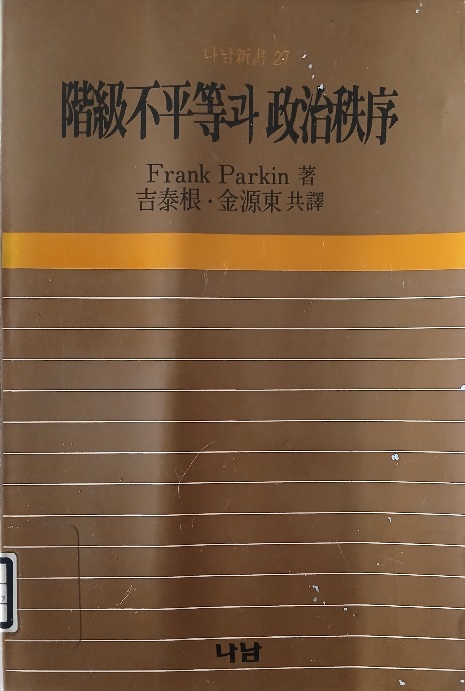 나남新書 27
階級不平等과 政治秩序
Frank Parkin 著
吉泰根·金源東 共譯
나남